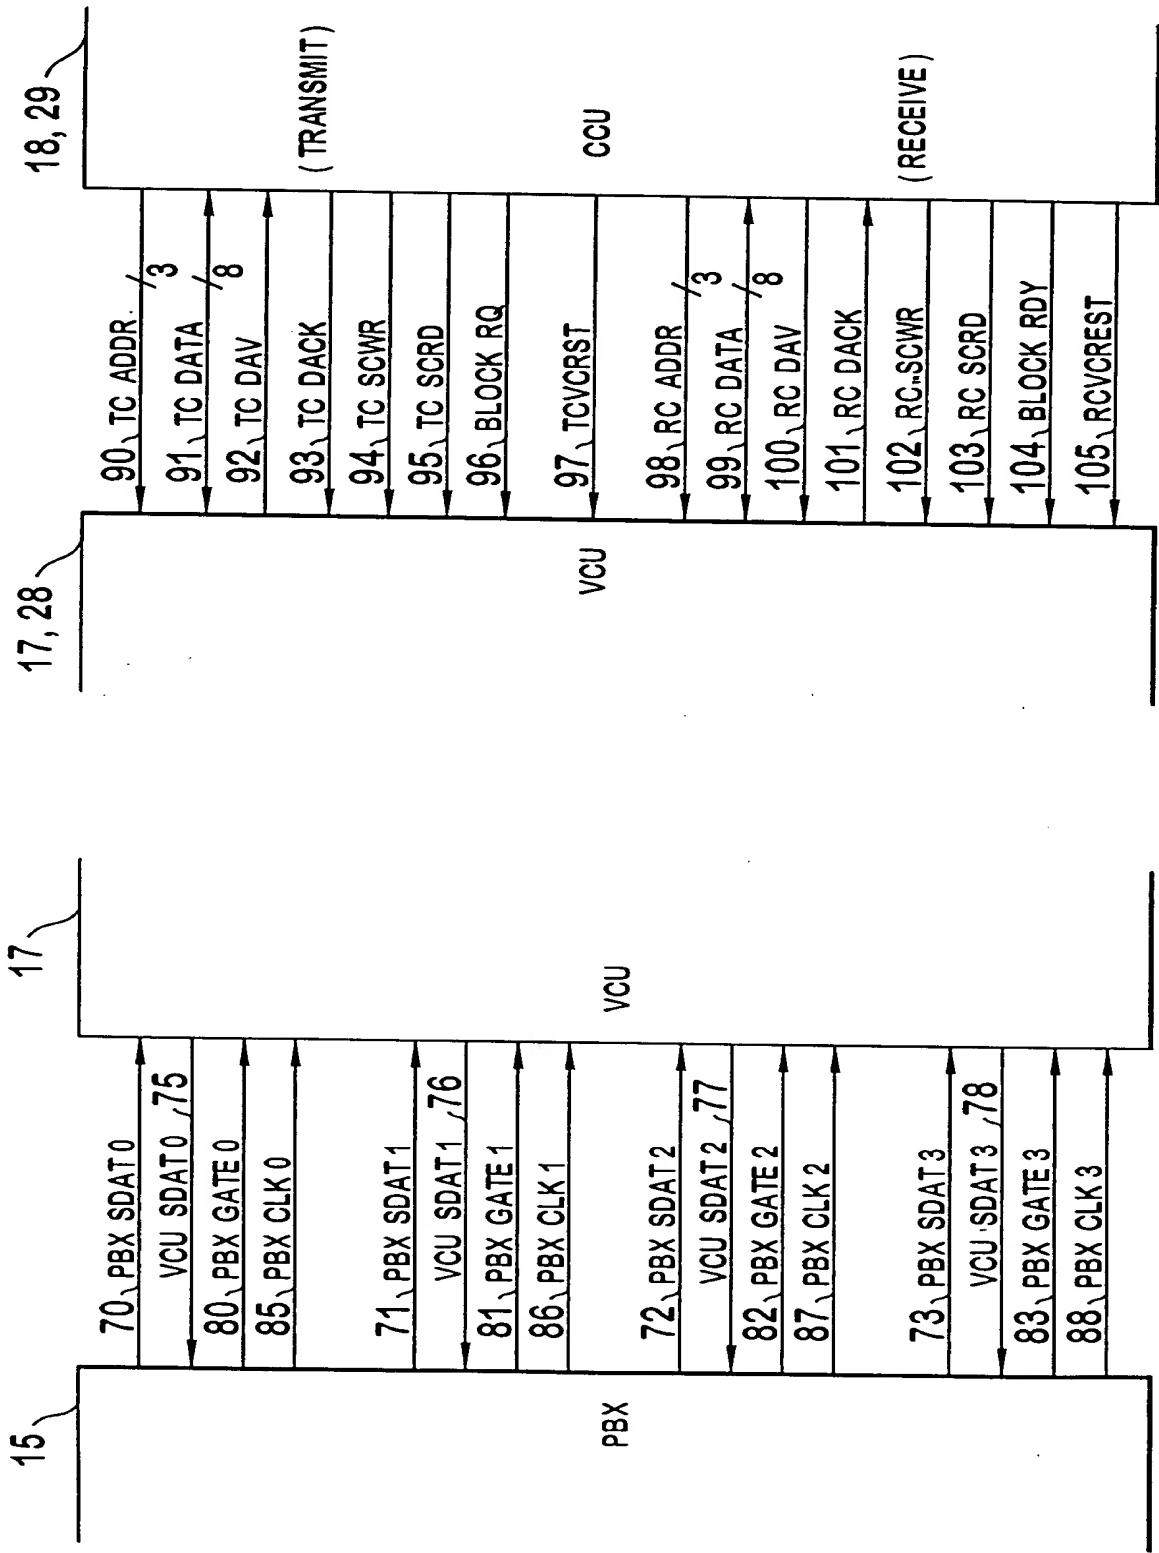 15
17
PBX
VCU
70 PBX SDAT 0
VCU SDAT 0 75
80 PBX GATE 0
85 PBX CLK 0
71 PBX SDAT 1
VCU SDAT 1 76
81 PBX GATE 1
86 PBX CLK 1
72 PBX SDAT 2
VCU SDAT 2 77
82 PBX GATE 2
87 PBX CLK 2
73 PBX SDAT 3
VCU SDAT 3 78
83 PBX GATE 3
88 PBX CLK 3
17, 28
18, 29
VCU
CCU
(TRANSMIT)
(RECEIVE)
90 TC ADDR. 3
91 TC DATA 8
92 TC DAV
93 TC DACK
94 TC SCWR
95 TC SCRD
96 BLOCK RQ
97 TCVCRST
98 RC ADDR 3
99 RC DATA 8
100 RC DAV
101 RC DACK
102 RC SCWR
103 RC SCRD
104 BLOCK RDY
105 RCVCREST